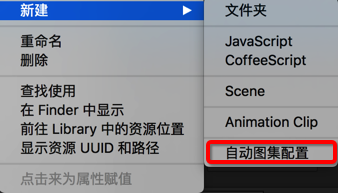 新建
重命名
删除
查找使用
在 Finder 中显示
前往 Library 中的资源位置
显示资源 UUID 和路径
点击来为属性赋值
文件夹
JavaScript
CoffeeScript
Scene
Animation Clip
自动图集配置